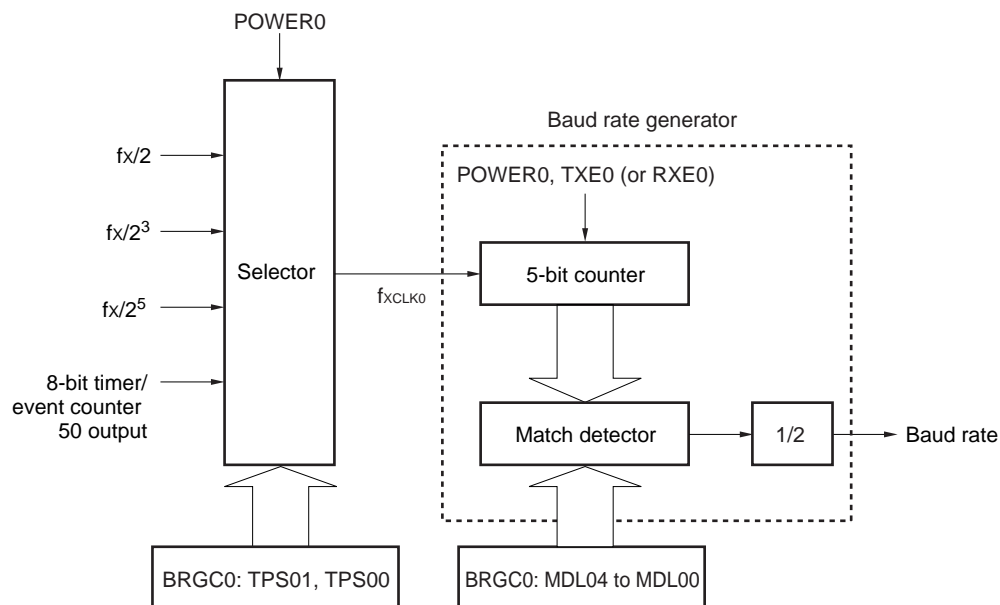 POWER0
Baud rate generator
fX/2
POWER0, TXE0 (or RXE0)
fX/2³
Selector
5-bit counter
fXCLK0
fX/2⁵
8-bit timer/
event counter
50 output
Match detector
1/2
Baud rate
BRGC0: TPS01, TPS00
BRGC0: MDL04 to MDL00